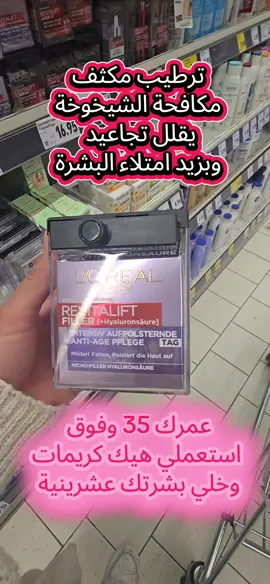 ترطيب مكثف
مكافحة الشيخوخة
يقلل تجاعيد
وبزيد امتلاء البشرة
16.95
L'ORÉAL
REVITALIFT
FILLER [+Hyaluronsäure]
INTENSIV AUFPOLSTERNDE
ANTI-AGE PFLEGE TAG
Mildert Falten, Polstert die Haut auf
MICRO-FILLER HYALURONSÄURE
عمرك 35 وفوق
استعملي هيك كريمات
وخلي بشرتك عشرينية